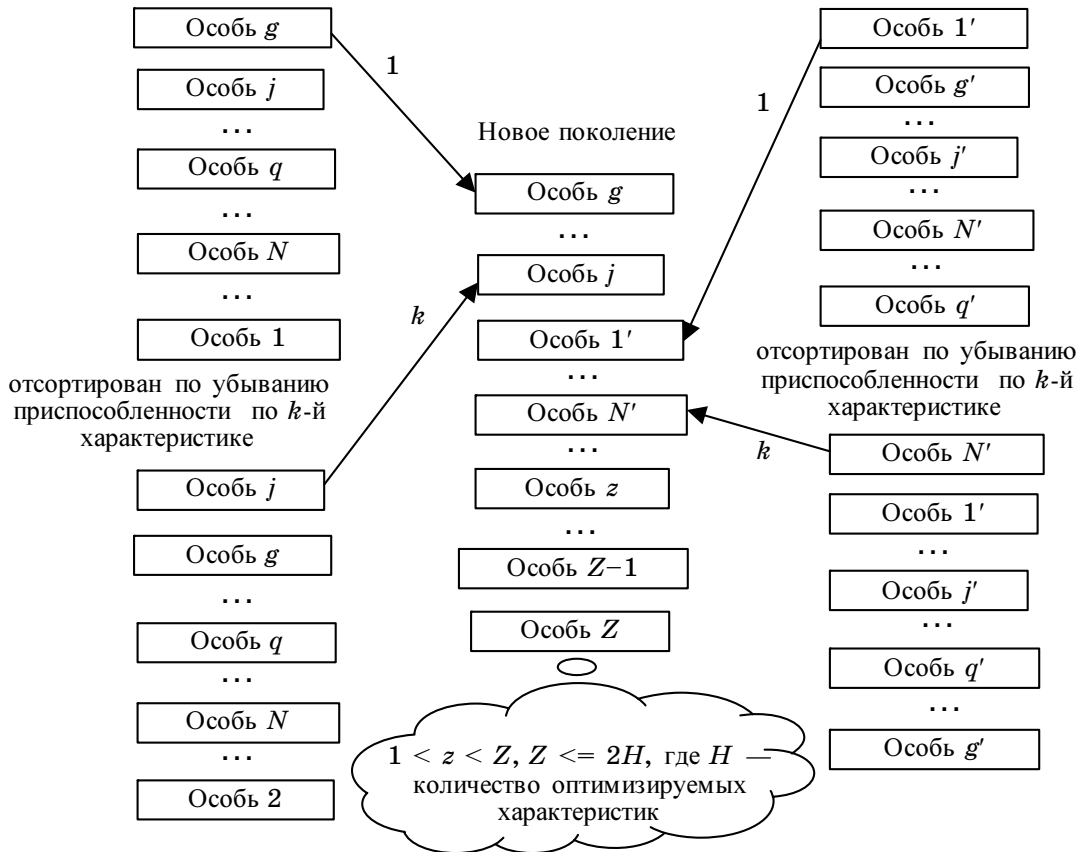 Особь g
Особь j
...
Особь q
...
Особь N
...
Особь 1
отсортирован по убыванию
приспособленности по k-й
характеристике
Особь j
Особь g
...
Особь q
...
Особь N
...
Особь 2
1
k
Новое поколение
Особь g
...
Особь j
Особь 1′
...
Особь N′
...
Особь z
...
Особь Z–1
Особь Z
1 < z < Z, Z <= 2H, где H —
количество оптимизируемых
характеристик
1
k
Особь 1′
Особь g′
...
Особь j′
...
Особь N′
...
Особь q′
отсортирован по убыванию
приспособленности по k-й
характеристике
Особь N′
Особь 1′
...
Особь j′
...
Особь q′
...
Особь g′